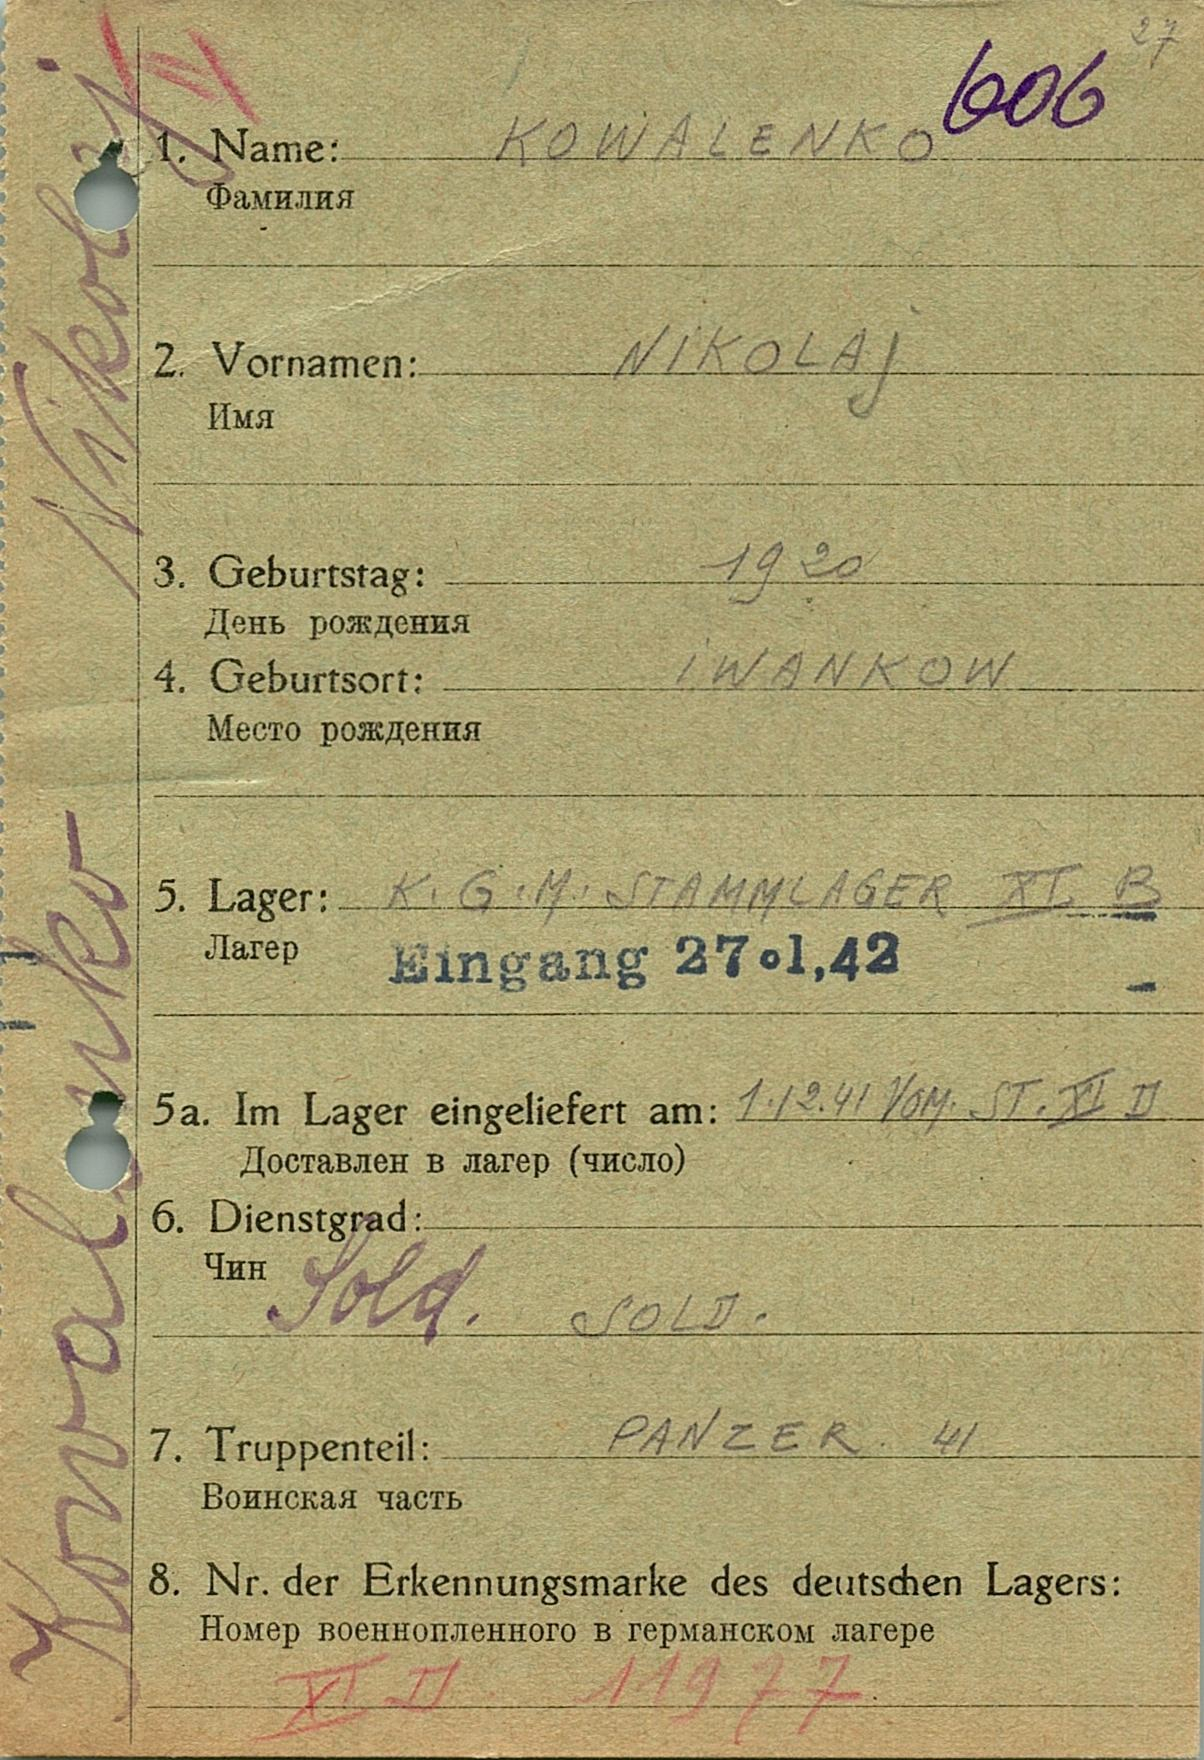 27
606
1. Name: KOWALENKO
Фамилия
2. Vornamen: NIKOLAJ
Имя
3. Geburtstag: 1920
День рождения
4. Geburtsort: IWANKOW
Место рождения
5. Lager: K.G.M. STAMMLAGER XI B
Лагер
Eingang 27.1.42
5a. Im Lager eingeliefert am: 1.12.41 VOM. ST. XI D
Доставлен в лагер (число)
6. Dienstgrad:
Чин
Sold. SOLD.
7. Truppenteil: PANZER. 41
Воинская часть
8. Nr. der Erkennungsmarke des deutschen Lagers:
Номер военнопленного в германском лагере
XI D. 11977
Kowalenko Nikolaj